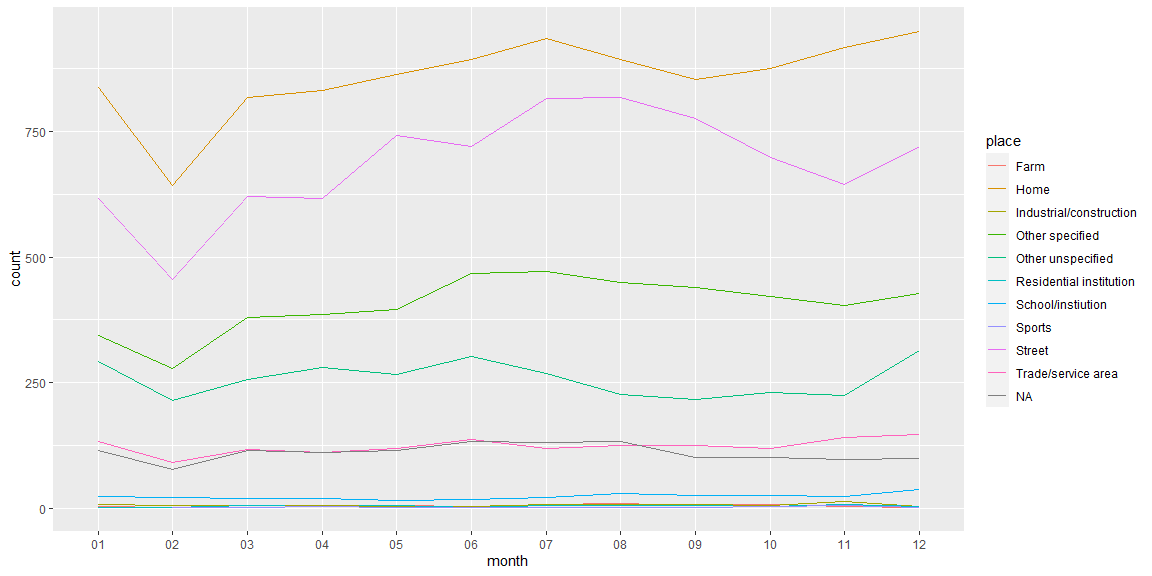 750
500
250
0
count
01 02 03 04 05 06 07 08 09 10 11 12
month
place
Farm
Home
Industrial/construction
Other specified
Other unspecified
Residential institution
School/instiution
Sports
Street
Trade/service area
NA